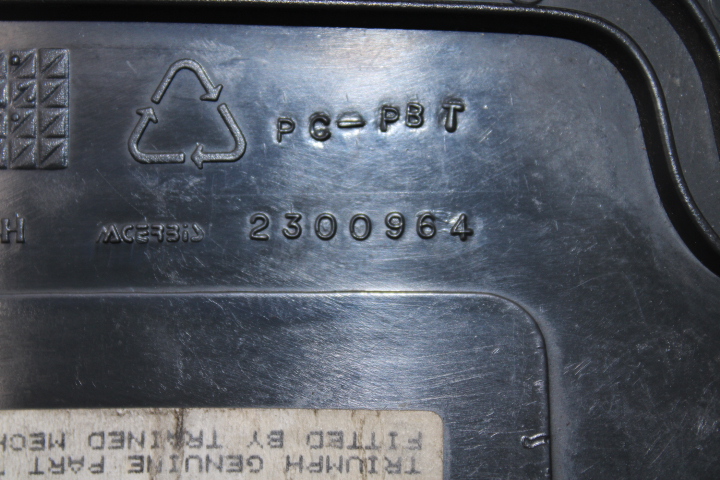 PC-PBT
H ACERBIS 2300964
TRIUMPH GENUINE PART
FITTED BY TRAINED MECH